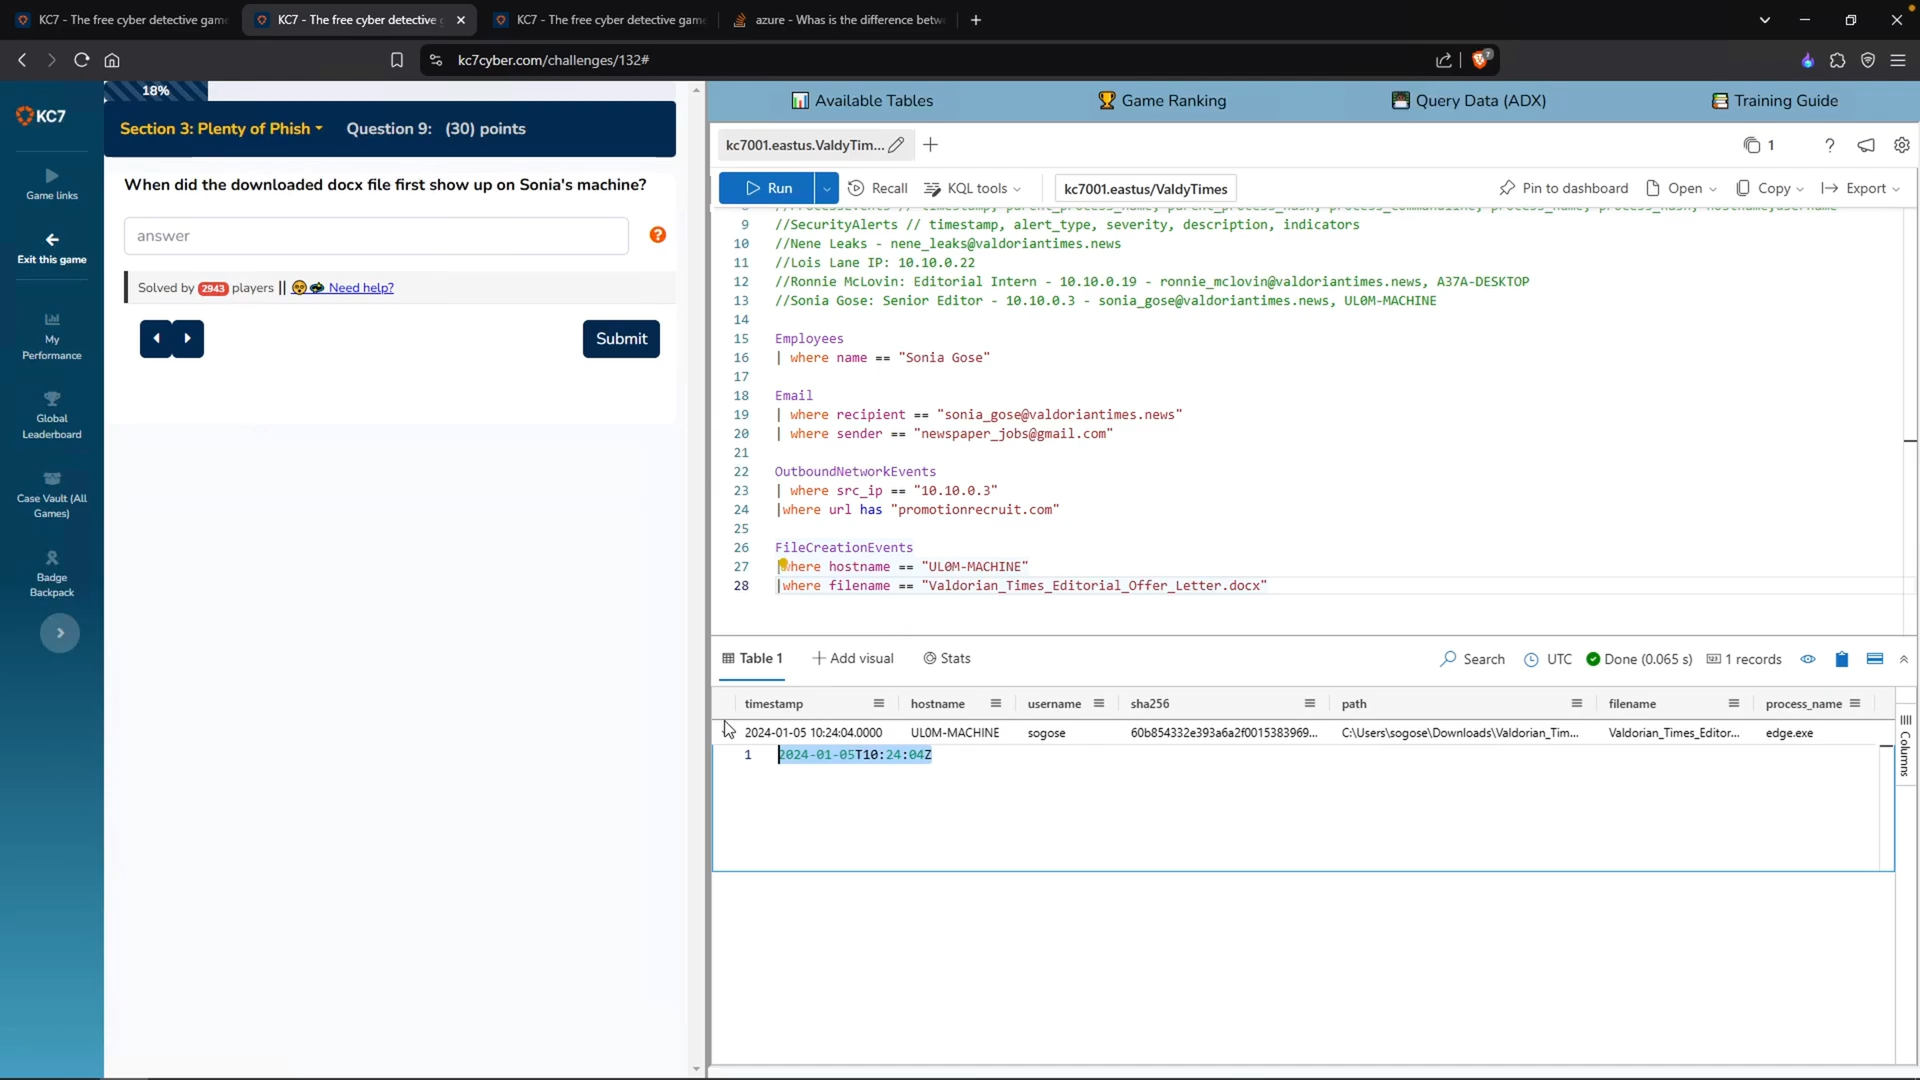 KC7 - The free cyber detective game
KC7 - The free cyber detective g
KC7 - The free cyber detective game
azure - Whas is the difference betw
kc7cyber.com/challenges/132#
7
KC7
Game links
Exit this game
My Performance
Global Leaderboard
Case Vault (All Games)
Badge Backpack
18%
Section 3: Plenty of Phish
Question 9: (30) points
When did the downloaded docx file first show up on Sonia's machine?
answer
?
Solved by 2943 players || Need help?
Submit
Available Tables
Game Ranking
Query Data (ADX)
Training Guide
kc7001.eastus.ValdyTim...
1
?
Run
Recall
KQL tools
kc7001.eastus/ValdyTimes
Pin to dashboard
Open
Copy
Export
9 //SecurityAlerts // timestamp, alert_type, severity, description, indicators
10 //Nene Leaks - nene_leaks@valdoriantimes.news
11 //Lois Lane IP: 10.10.0.22
12 //Ronnie McLovin: Editorial Intern - 10.10.0.19 - ronnie_mclovin@valdoriantimes.news, A37A-DESKTOP
13 //Sonia Gose: Senior Editor - 10.10.0.3 - sonia_gose@valdoriantimes.news, UL0M-MACHINE
14
15 Employees
16 | where name == "Sonia Gose"
17
18 Email
19 | where recipient == "sonia_gose@valdoriantimes.news"
20 | where sender == "newspaper_jobs@gmail.com"
21
22 OutboundNetworkEvents
23 | where src_ip == "10.10.0.3"
24 |where url has "promotionrecruit.com"
25
26 FileCreationEvents
27 |where hostname == "UL0M-MACHINE"
28 |where filename == "Valdorian_Times_Editorial_Offer_Letter.docx"
Table 1
Add visual
Stats
Search
UTC
Done (0.065 s)
1 records
timestamp hostname username sha256 path filename process_name
2024-01-05 10:24:04.0000 UL0M-MACHINE sogose 60b854332e393a6a2f0015383969... C:\Users\sogose\Downloads\Valdorian_Tim... Valdorian_Times_Editor... edge.exe
1 2024-01-05T10:24:04Z
Columns